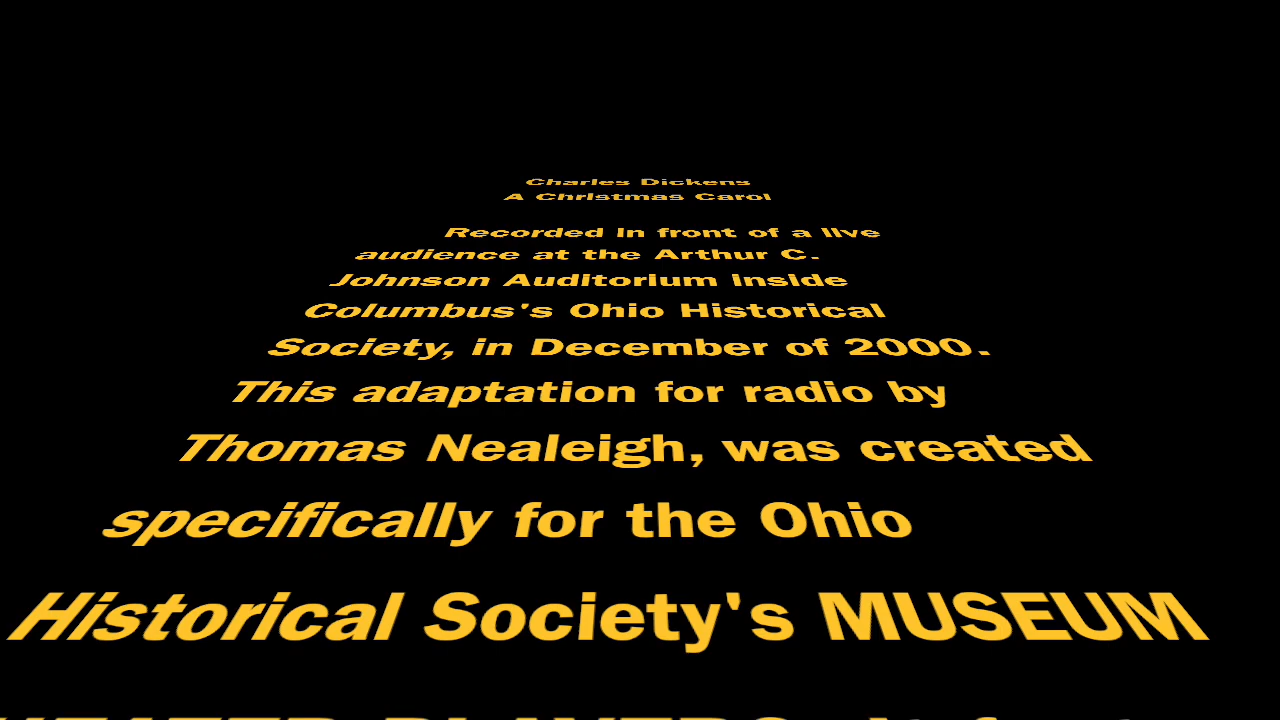 Charles Dickens
A Christmas Carol
Recorded in front of a live
audience at the Arthur C.
Johnson Auditorium inside
Columbus's Ohio Historical
Society, in December of 2000.
This adaptation for radio by
Thomas Nealeigh, was created
specifically for the Ohio
Historical Society's MUSEUM